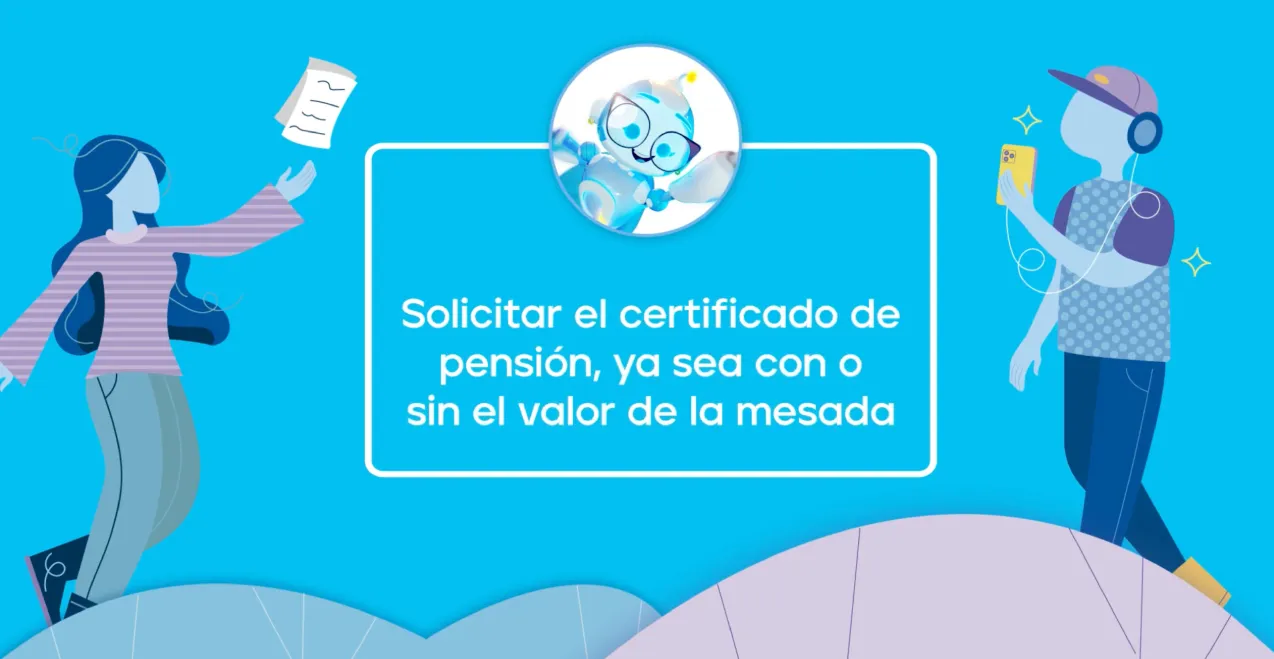 Solicitar el certificado de
pensión, ya sea con o
sin el valor de la mesada